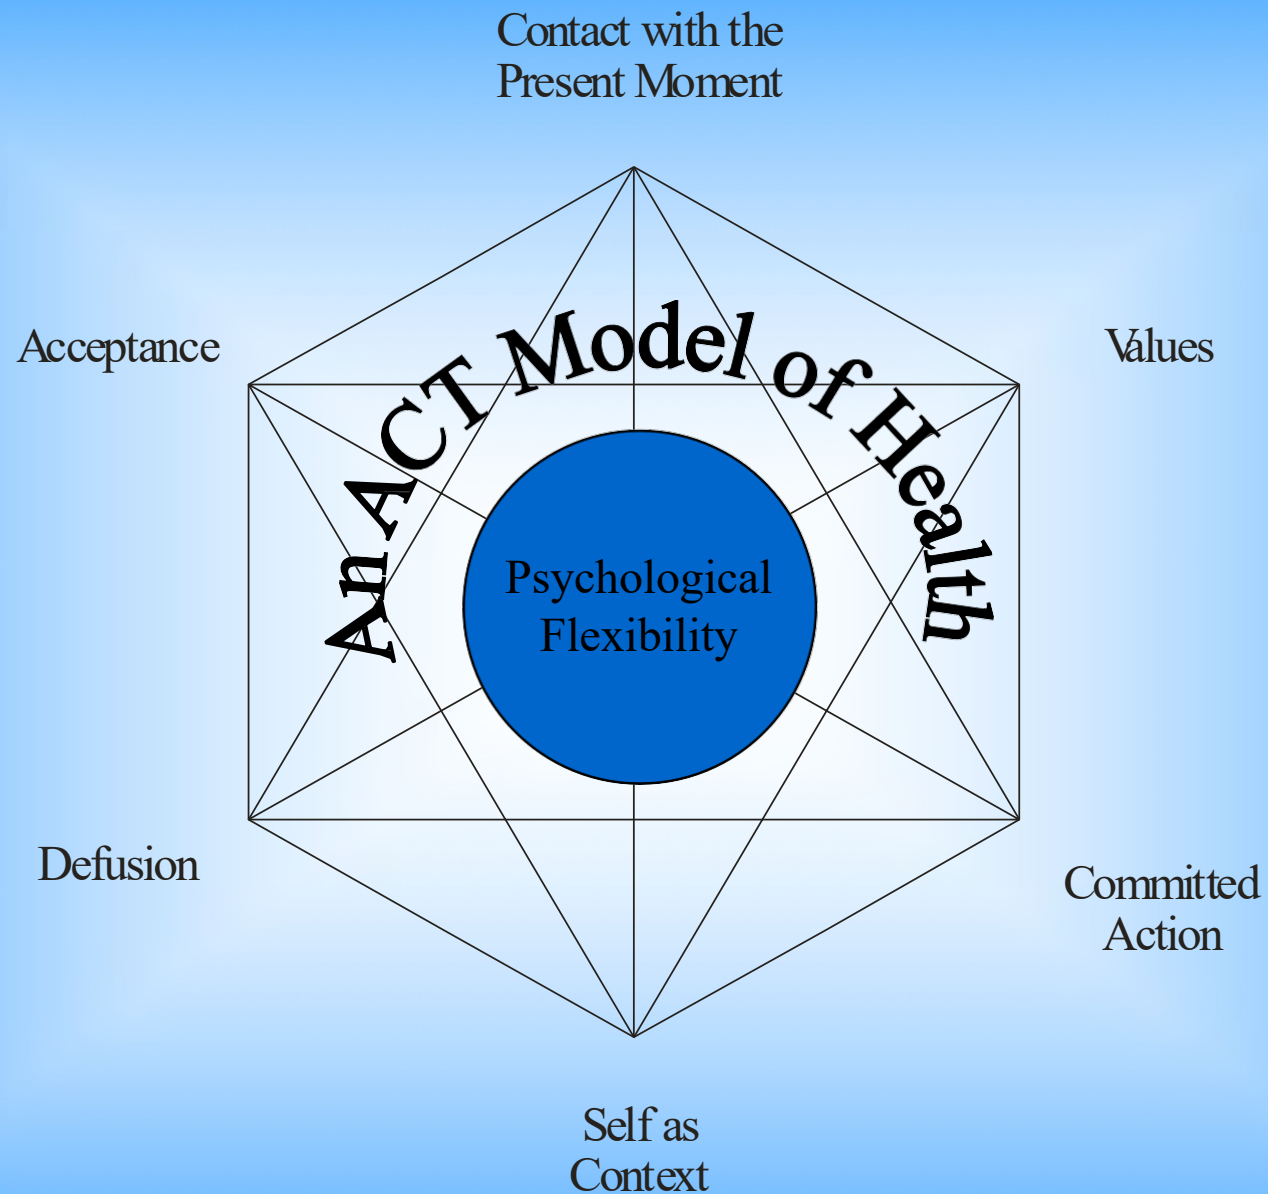 Contact with the
Present Moment
Acceptance
Values
An ACT Model of Health
Psychological
Flexibility
Defusion
Committed
Action
Self as
Context